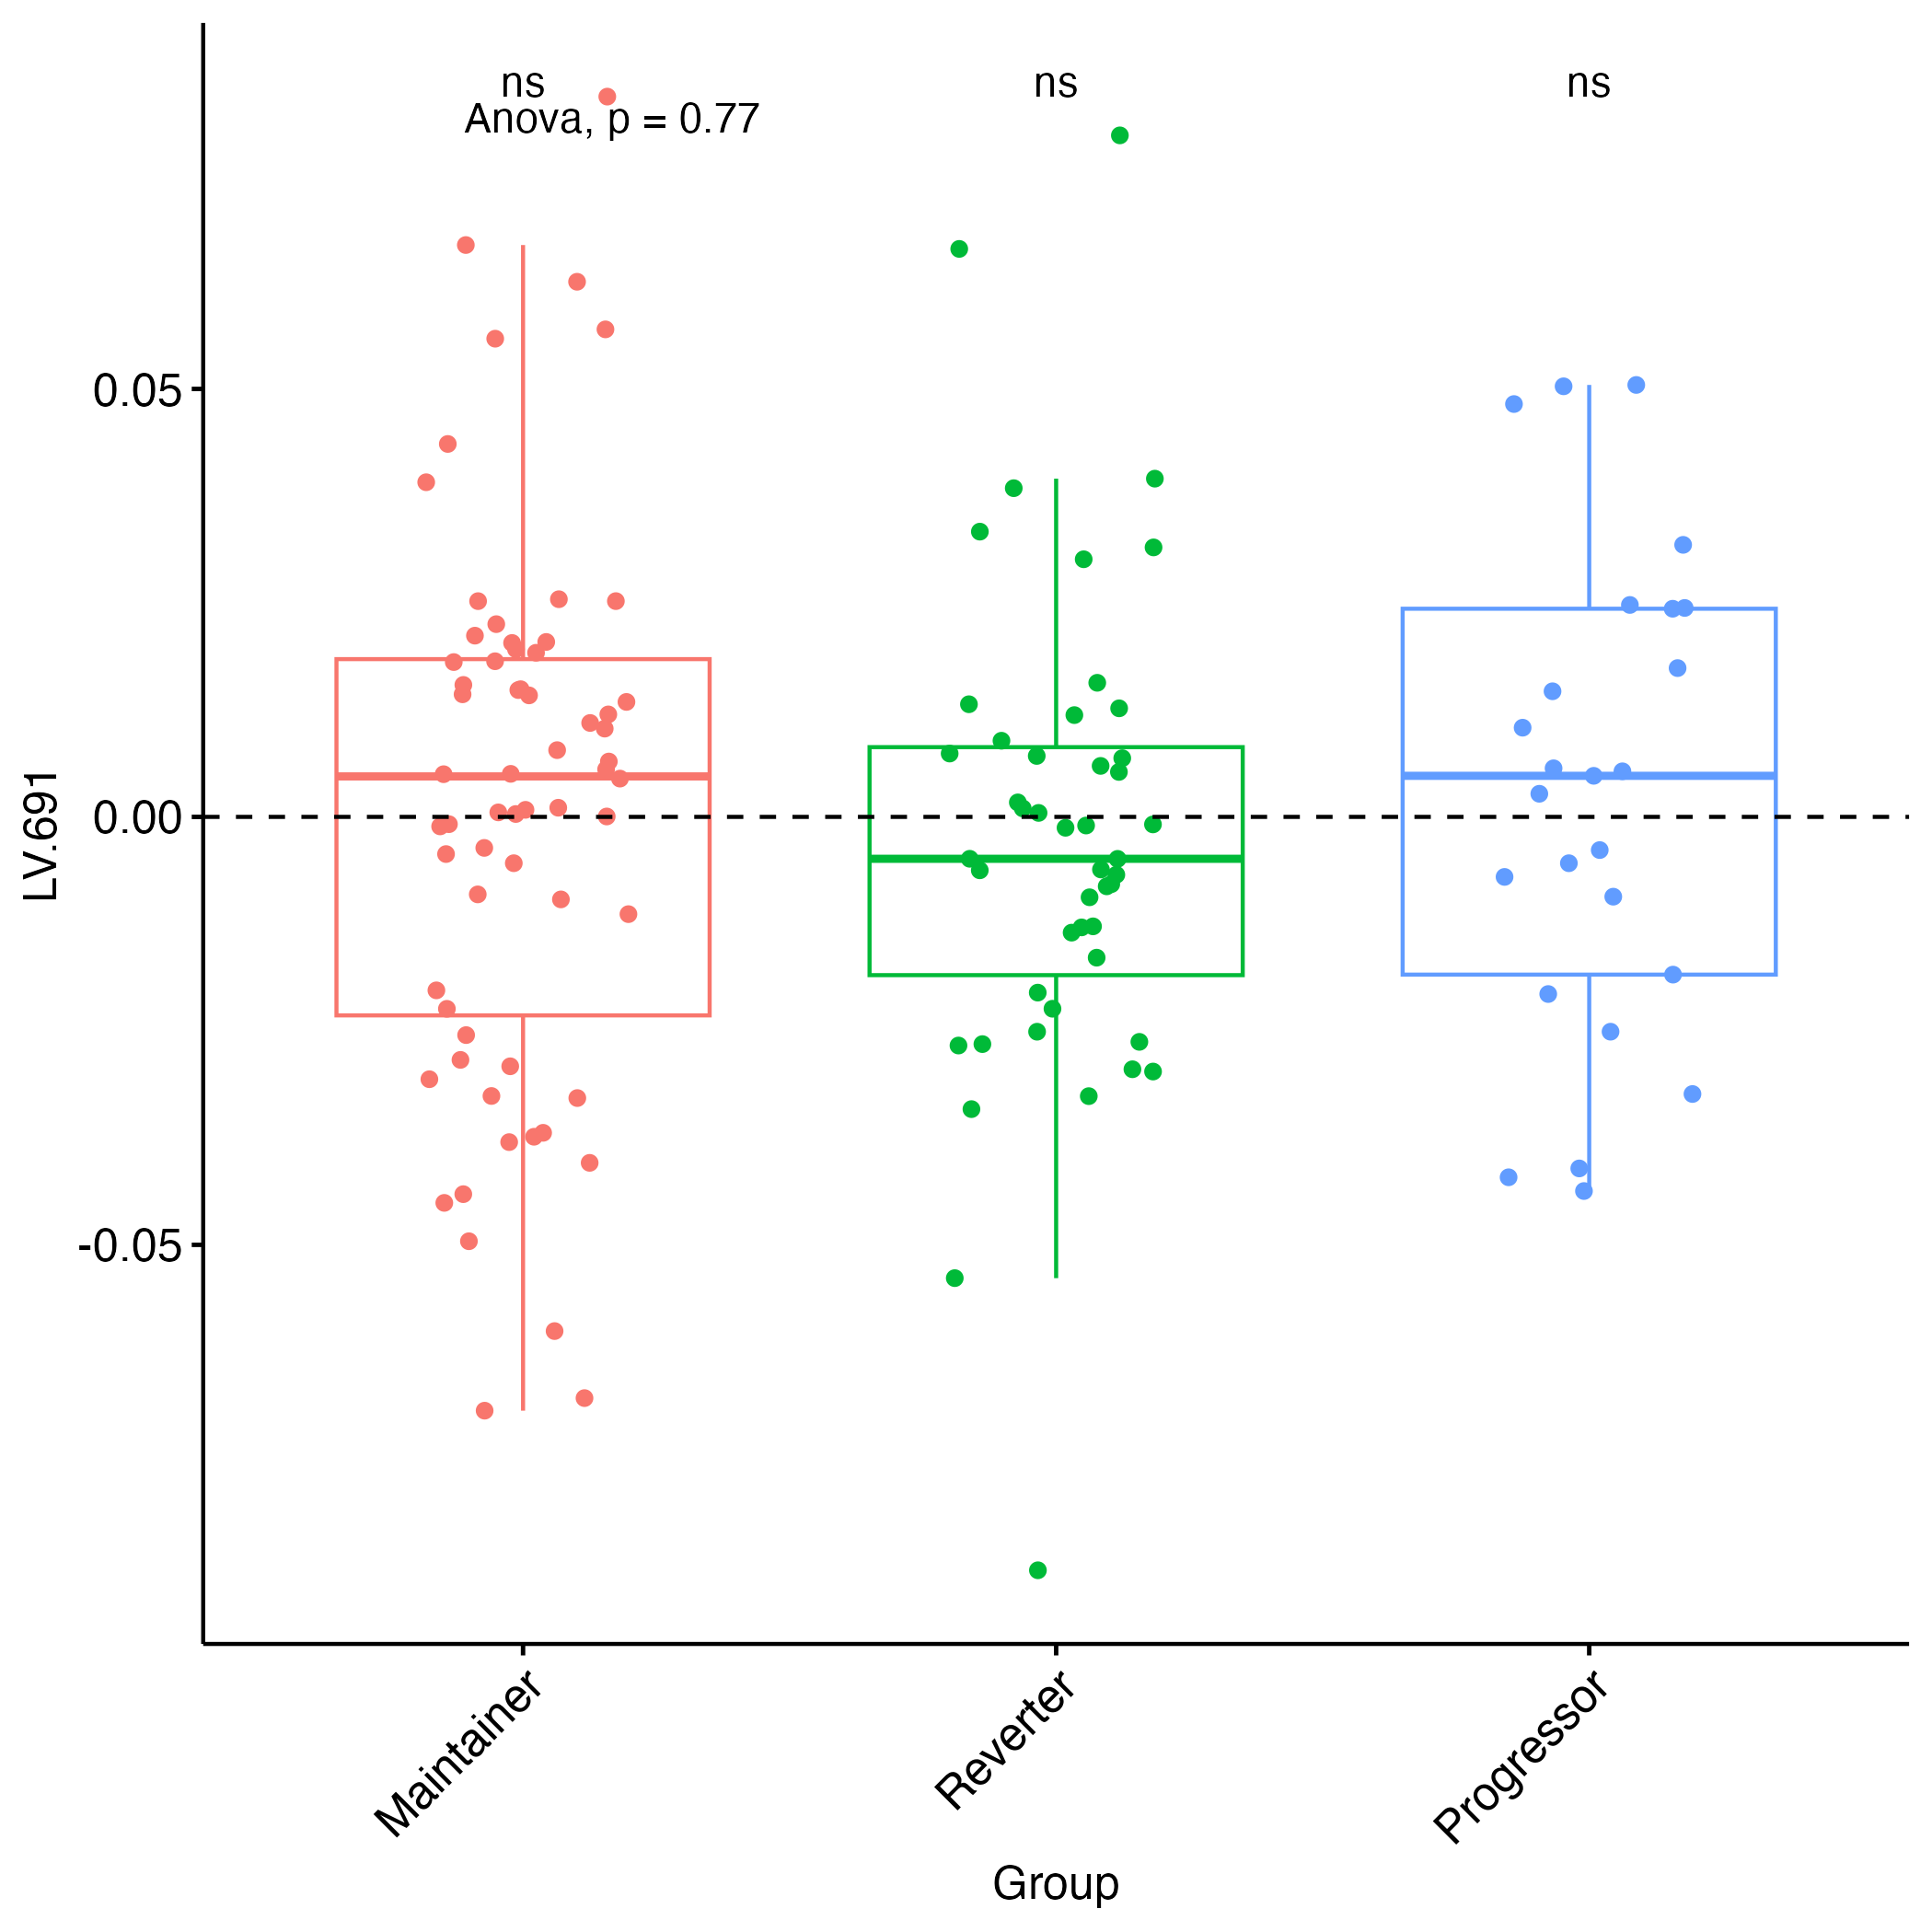 ns
ns
ns
Anova, p = 0.77
0.05
0.00
-0.05
LV.691
Maintainer
Reverter
Progressor
Group